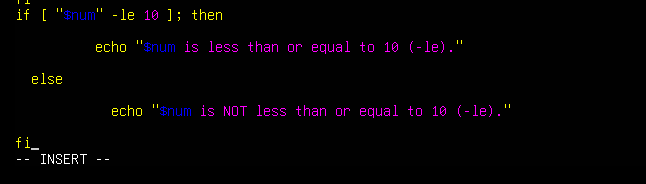 fi
if [ "$num" -le 10 ]; then
echo "$num is less than or equal to 10 (-le)."
else
echo "$num is NOT less than or equal to 10 (-le)."
fi
-- INSERT --